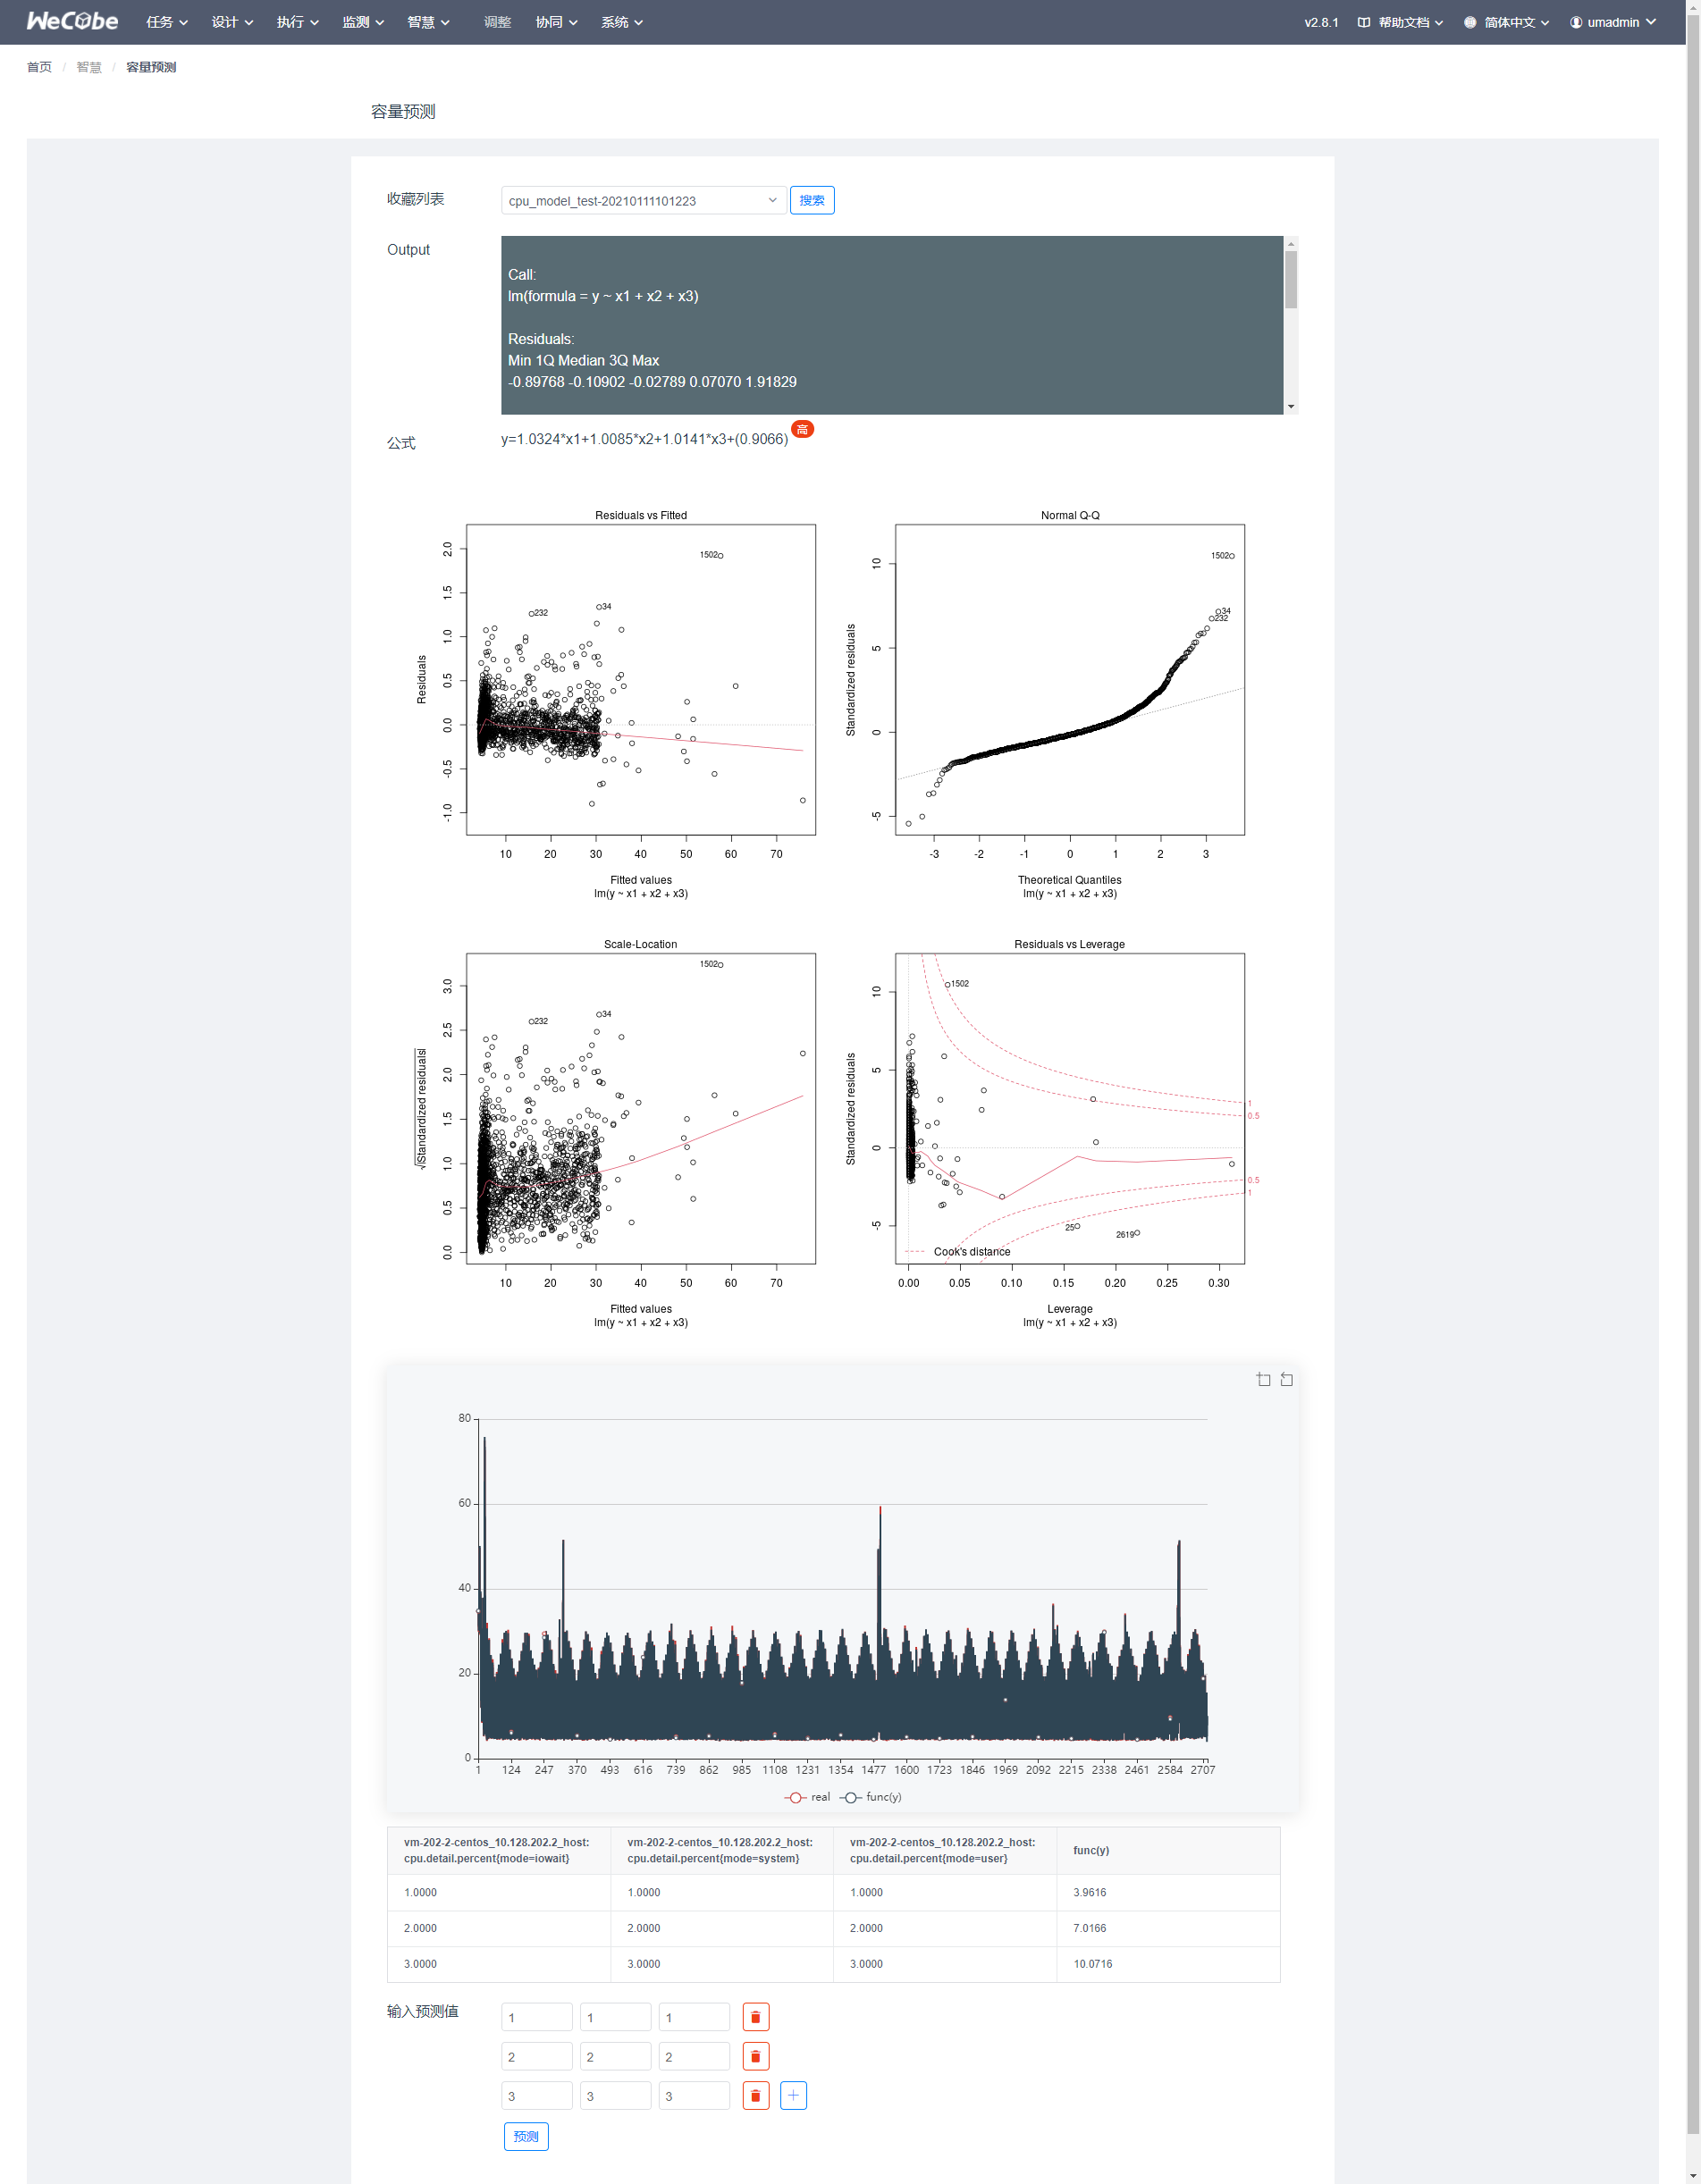 WeCube 任务 设计 执行 监测 智慧 调整 协同 系统 v2.8.1 帮助文档 简体中文 umadmin
首页 / 智慧 / 容量预测
容量预测
收藏列表 cpu_model_test-20210111101223 搜索
Output
Call:
lm(formula = y ~ x1 + x2 + x3)
Residuals:
Min 1Q Median 3Q Max
-0.89768 -0.10902 -0.02789 0.07070 1.91829
公式 y=1.0324*x1+1.0085*x2+1.0141*x3+(0.9066) 高
Residuals vs Fitted
Residuals
2.0
1.5
1.0
0.5
0.0
-0.5
-1.0
1502
232
34
10 20 30 40 50 60 70
Fitted values
lm(y ~ x1 + x2 + x3)
Normal Q-Q
Standardized residuals
10
5
0
-5
1502
34
232
-3 -2 -1 0 1 2 3
Theoretical Quantiles
lm(y ~ x1 + x2 + x3)
Scale-Location
√|Standardized residuals|
3.0
2.5
2.0
1.5
1.0
0.5
0.0
1502
232
34
10 20 30 40 50 60 70
Fitted values
lm(y ~ x1 + x2 + x3)
Residuals vs Leverage
Standardized residuals
10
5
0
-5
1502
1
0.5
0.5
1
25
2619
Cook's distance
0.00 0.05 0.10 0.15 0.20 0.25 0.30
Leverage
lm(y ~ x1 + x2 + x3)
80
60
40
20
0
1 124 247 370 493 616 739 862 985 1108 1231 1354 1477 1600 1723 1846 1969 2092 2215 2338 2461 2584 2707
real func(y)
vm-202-2-centos_10.128.202.2_host: vm-202-2-centos_10.128.202.2_host: vm-202-2-centos_10.128.202.2_host: func(y)
cpu.detail.percent{mode=iowait} cpu.detail.percent{mode=system} cpu.detail.percent{mode=user}
1.0000 1.0000 1.0000 3.9616
2.0000 2.0000 2.0000 7.0166
3.0000 3.0000 3.0000 10.0716
输入预测值 1 1 1
2 2 2
3 3 3
预测